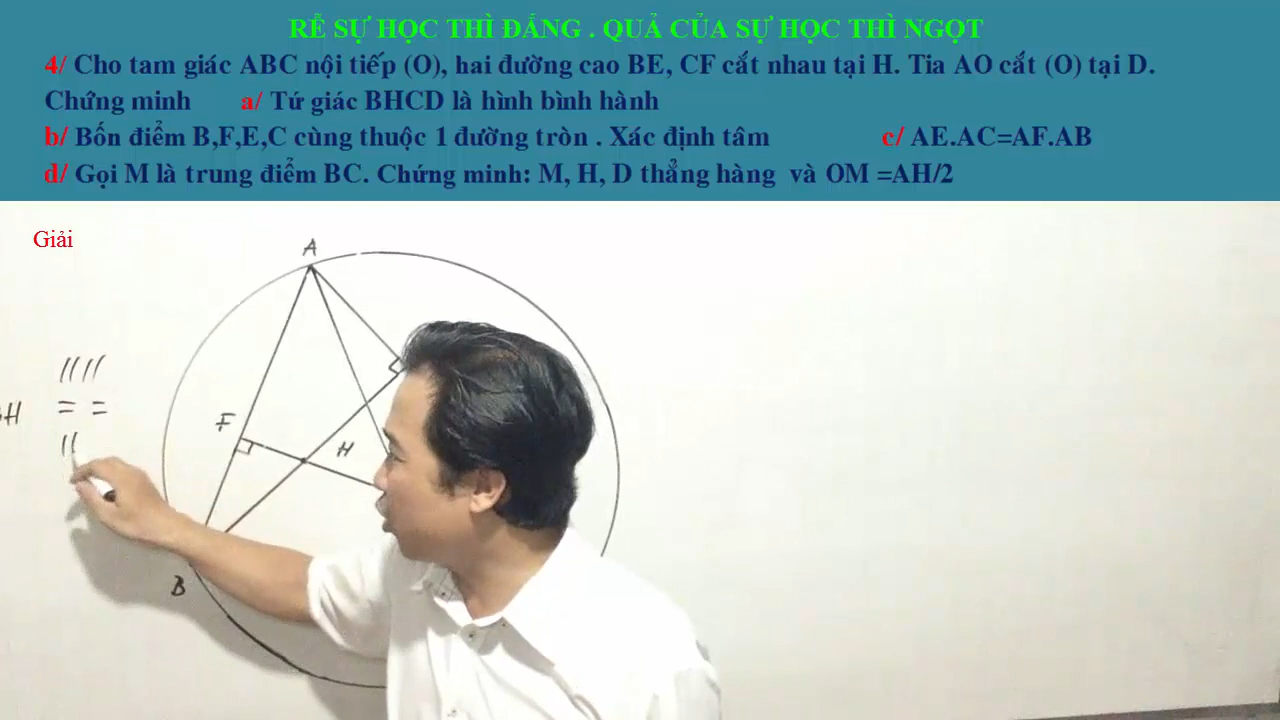 RỄ SỰ HỌC THÌ ĐẮNG . QUẢ CỦA SỰ HỌC THÌ NGỌT
4/ Cho tam giác ABC nội tiếp (O), hai đường cao BE, CF cắt nhau tại H. Tia AO cắt (O) tại D.
Chứng minh a/ Tứ giác BHCD là hình bình hành
b/ Bốn điểm B,F,E,C cùng thuộc 1 đường tròn . Xác định tâm c/ AE.AC=AF.AB
d/ Gọi M là trung điểm BC. Chứng minh: M, H, D thẳng hàng và OM =AH/2
Giải
A
F
H
B